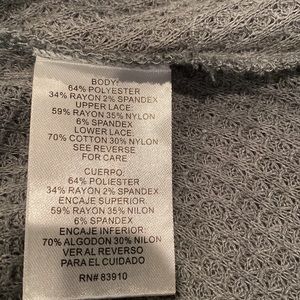 BODY:
64% POLYESTER
34% RAYON 2% SPANDEX
UPPER LACE:
59% RAYON 35% NYLON
6% SPANDEX
LOWER LACE:
70% COTTON 30% NYLON
SEE REVERSE
FOR CARE
CUERPO:
64% POLIESTER
34% RAYON 2% SPANDEX
ENCAJE SUPERIOR:
59% RAYON 35% NILON
6% SPANDEX
ENCAJE INFERIOR:
70% ALGODON 30% NILON
VER AL REVERSO
PARA EL CUIDADO
RN# 83910